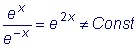 e^x / e^{-x} = e^{2x} ≠ Const